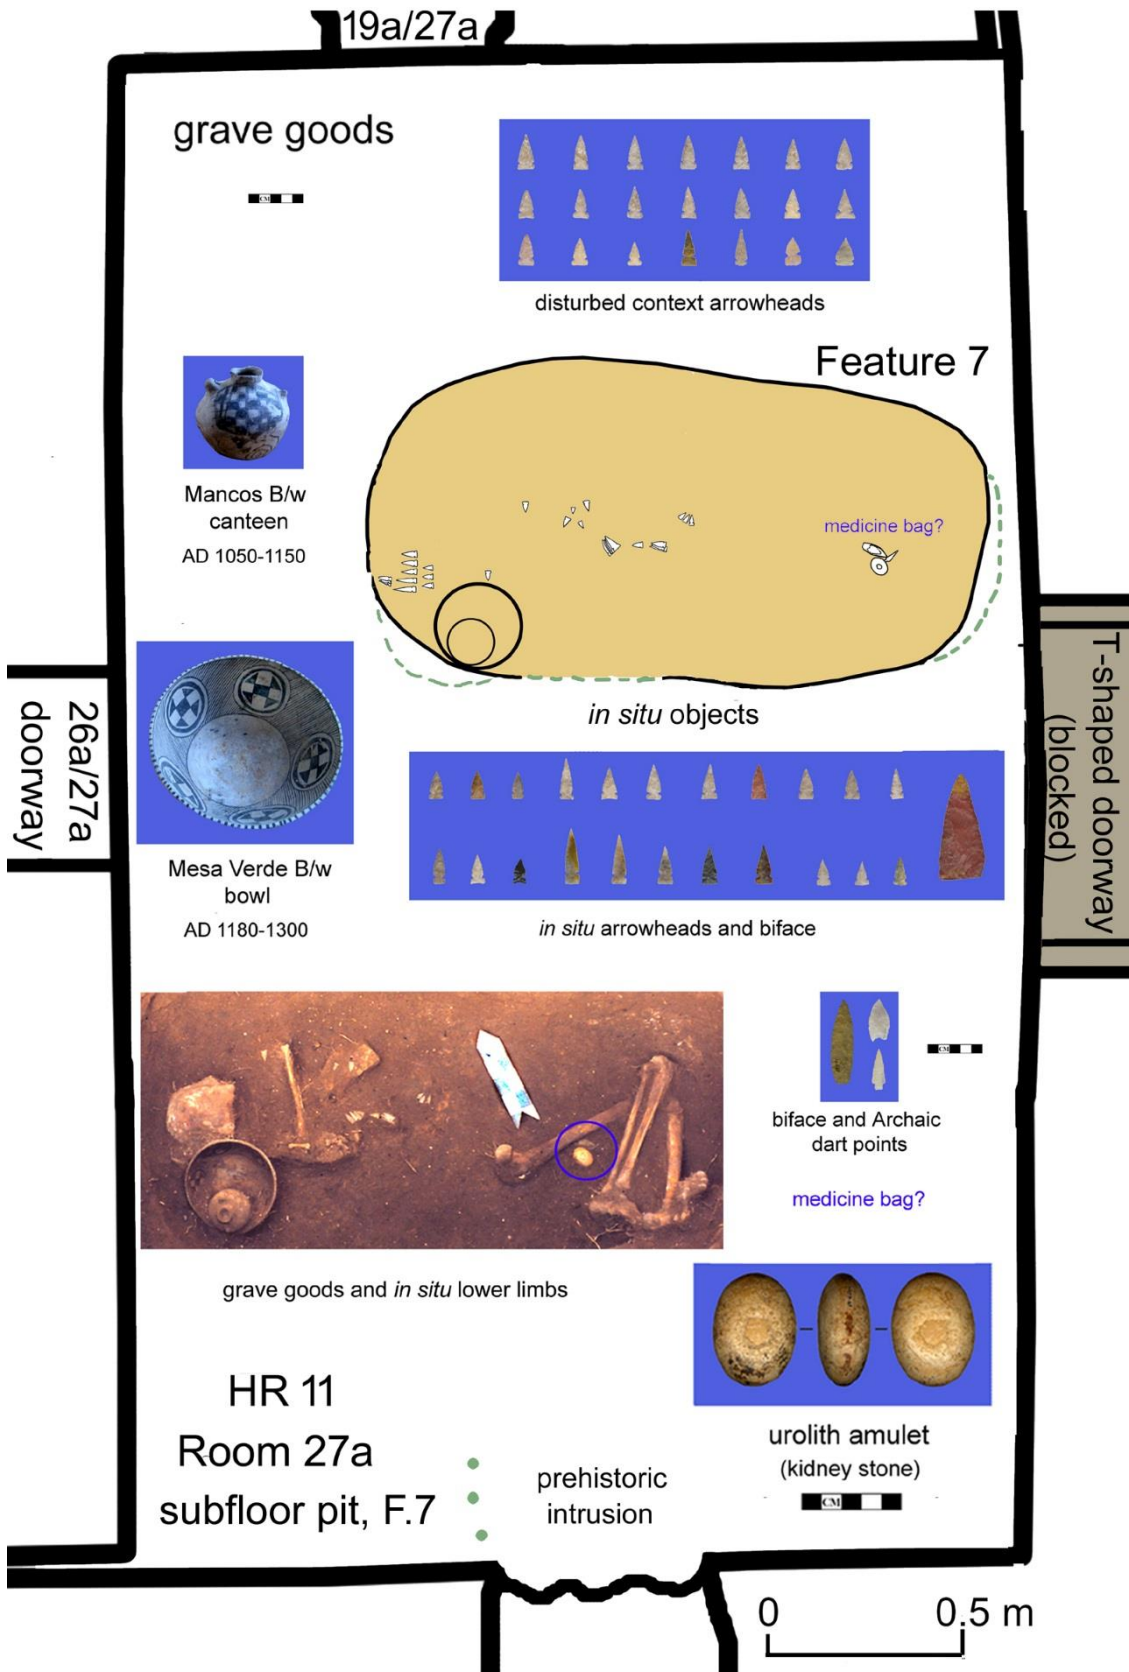 19a/27a
grave goods
CM
disturbed context arrowheads
Feature 7
Mancos B/w
canteen
AD 1050-1150
medicine bag?
in situ objects
26a/27a
doorway
T-shaped doorway
(blocked)
Mesa Verde B/w
bowl
AD 1180-1300
in situ arrowheads and biface
CM
biface and Archaic
dart points
medicine bag?
grave goods and in situ lower limbs
HR 11
Room 27a
subfloor pit, F.7
prehistoric
intrusion
urolith amulet
(kidney stone)
CM
0 0.5 m